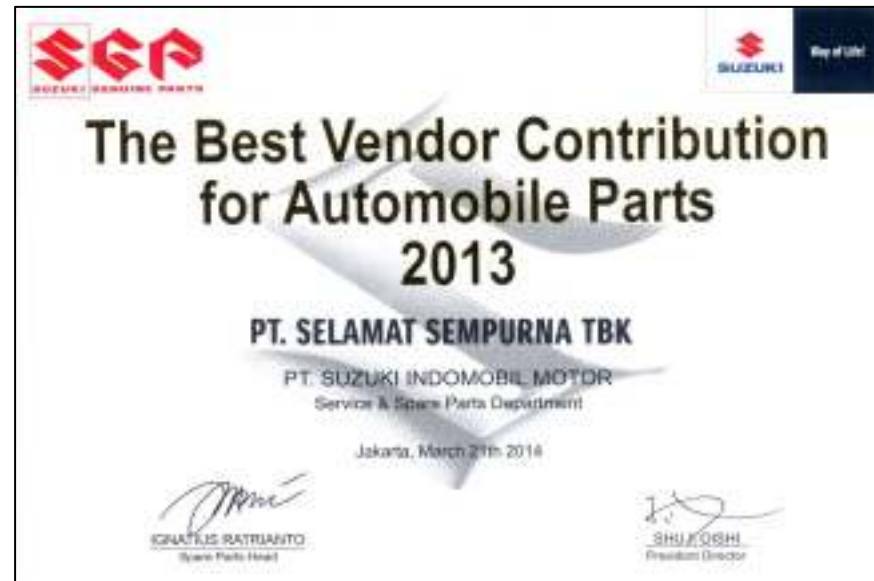 SGP
SUZUKI GENUINE PARTS
SUZUKI
Way of Life!
The Best Vendor Contribution
for Automobile Parts
2013
PT. SELAMAT SEMPURNA TBK
PT. SUZUKI INDOMOBIL MOTOR
Service & Spare Parts Department
Jakarta, March 21th 2014
IGNATIUS RATRIANTO
Spare Parts Head
SHUJI OISHI
President Director